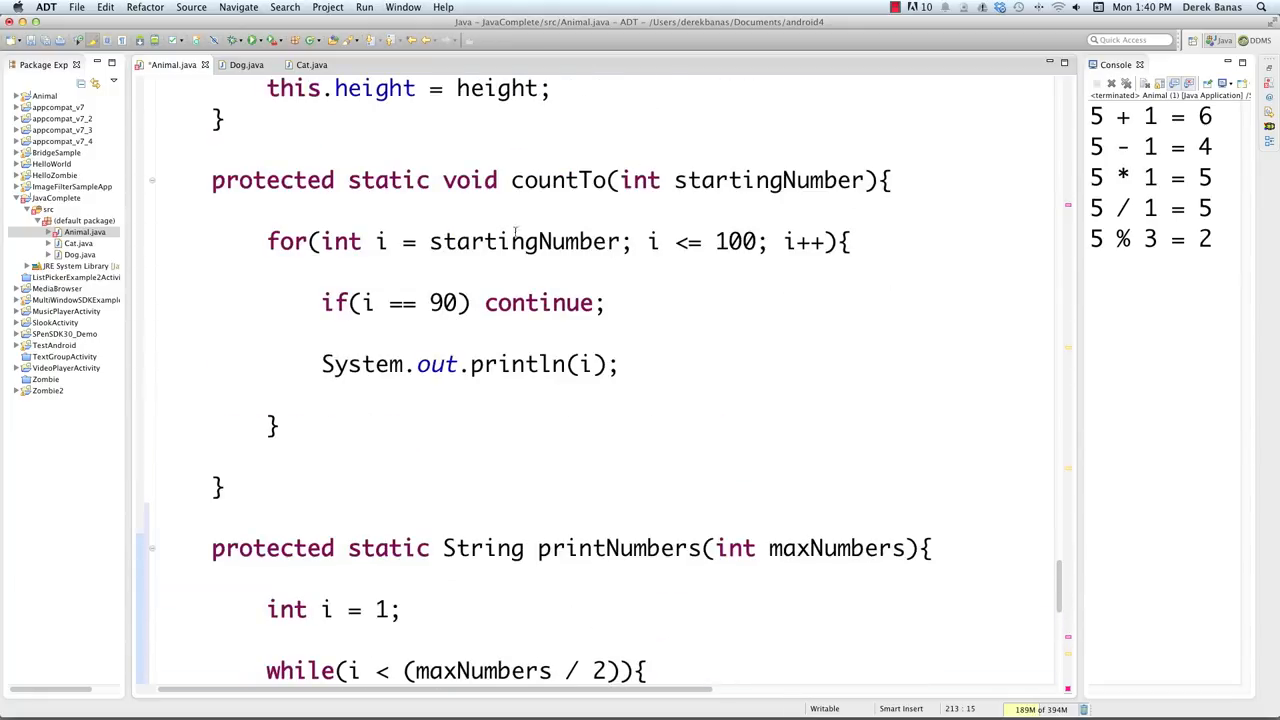 ADT File Edit Refactor Source Navigate Search Project Run Window Help 10 Mon 1:40 PM Derek Banas
Java – JavaComplete/src/Animal.java – ADT – /Users/derekbanas/Documents/android4
Quick Access Java DDMS
Package Exp
*Animal.java Dog.java Cat.java
Console
<terminated> Animal (1) [Java Application] /S
Animal
appcompat_v7
appcompat_v7_2
appcompat_v7_3
appcompat_v7_4
BridgeSample
HelloWorld
HelloZombie
ImageFilterSampleApp
JavaComplete
src
(default package)
Animal.java
Cat.java
Dog.java
JRE System Library [
ListPickerExample2Activi
MediaBrowser
MultiWindowSDKExample
MusicPlayerActivity
SlookActivity
SPenSDK30_Demo
TestAndroid
TextGroupActivity
VideoPlayerActivity
Zombie
Zombie2
this.height = height;
}
protected static void countTo(int startingNumber){
for(int i = startingNumber; i <= 100; i++){
if(i == 90) continue;
System.out.println(i);
}
}
protected static String printNumbers(int maxNumbers){
int i = 1;
while(i < (maxNumbers / 2)){
5 + 1 = 6
5 - 1 = 4
5 * 1 = 5
5 / 1 = 5
5 % 3 = 2
Writable Smart Insert 213 : 15 189M of 394M